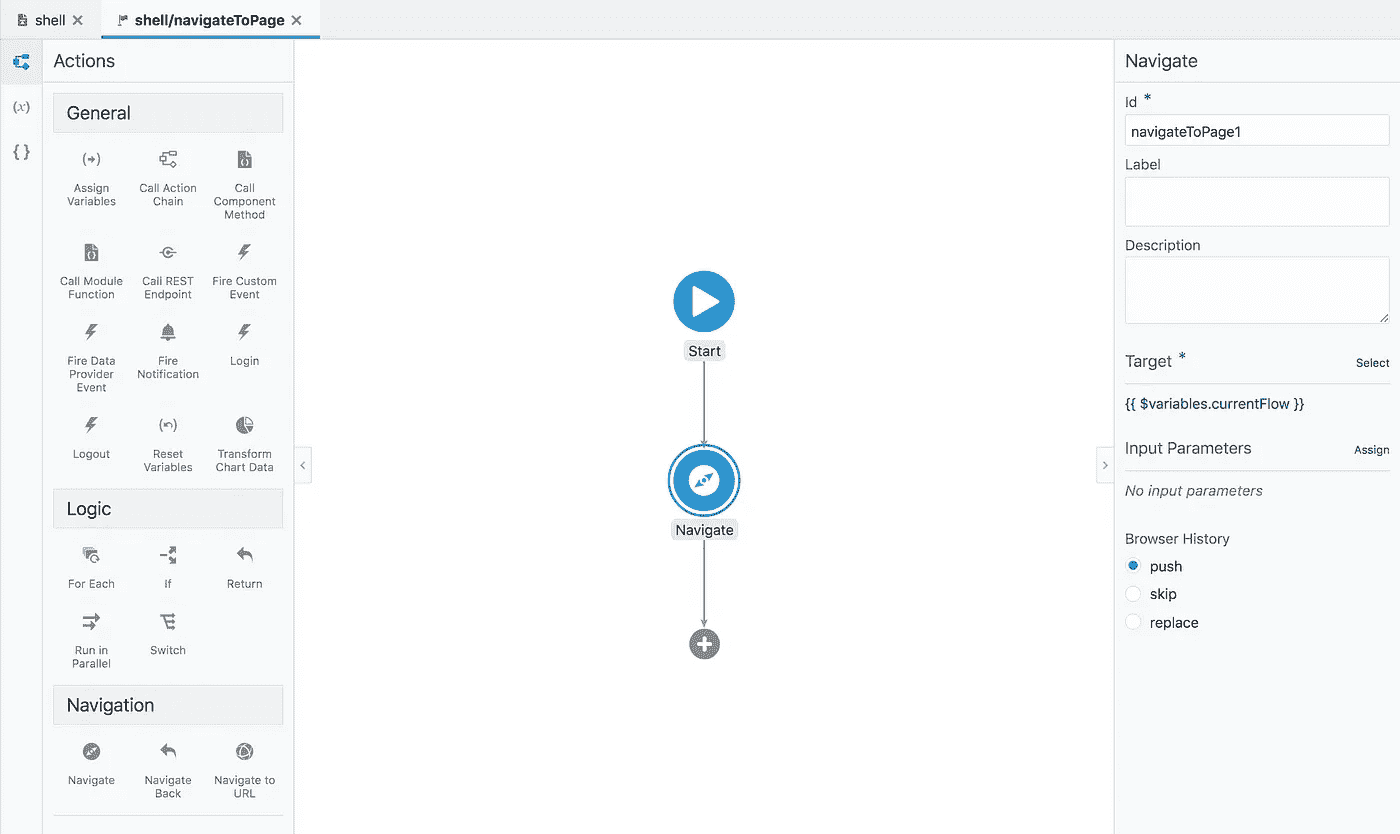 shell
shell/navigateToPage
Actions
General
(x)
{ }
Assign Variables
Call Action Chain
Call Component Method
Call Module Function
Call REST Endpoint
Fire Custom Event
Fire Data Provider Event
Fire Notification
Login
Logout
Reset Variables
Transform Chart Data
Logic
For Each
If
Return
Run in Parallel
Switch
Navigation
Navigate
Navigate Back
Navigate to URL
Start
Navigate
Navigate
Id *
navigateToPage1
Label
Description
Target *
Select
{{ $variables.currentFlow }}
Input Parameters
Assign
No input parameters
Browser History
push
skip
replace